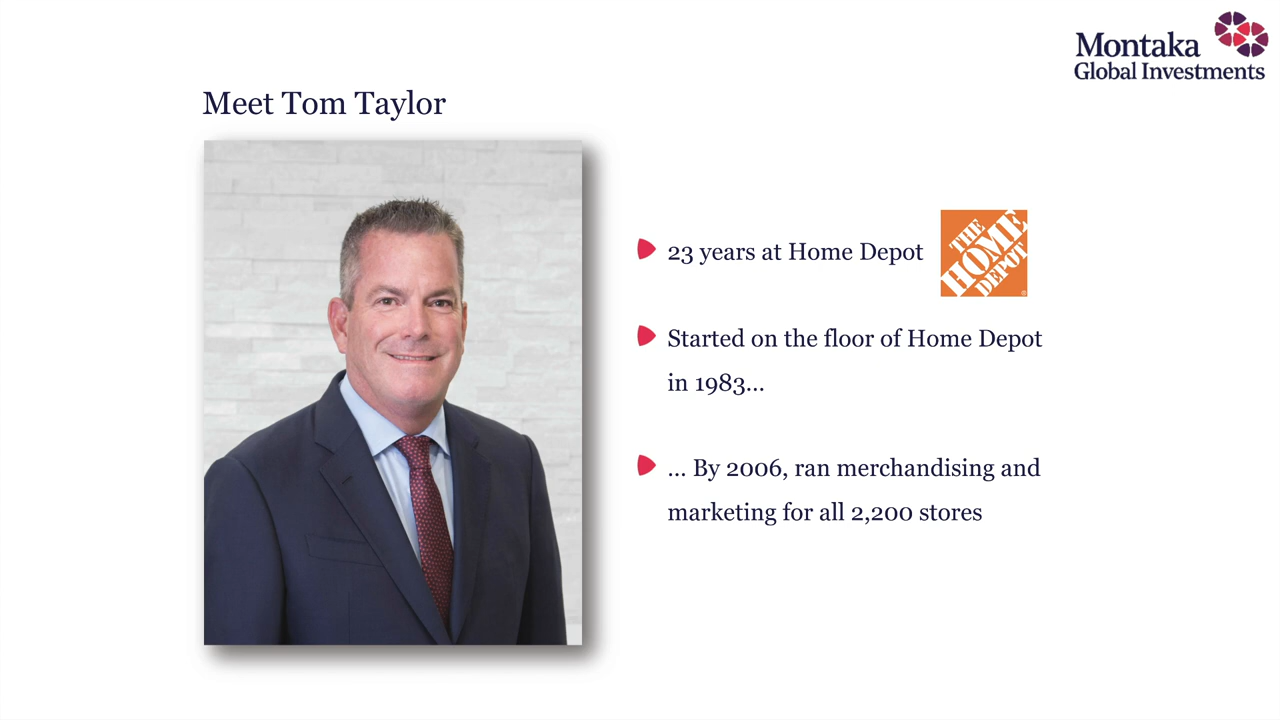 Montaka
Global Investments
Meet Tom Taylor
23 years at Home Depot
THE
HOME
DEPOT
Started on the floor of Home Depot
in 1983...
... By 2006, ran merchandising and
marketing for all 2,200 stores